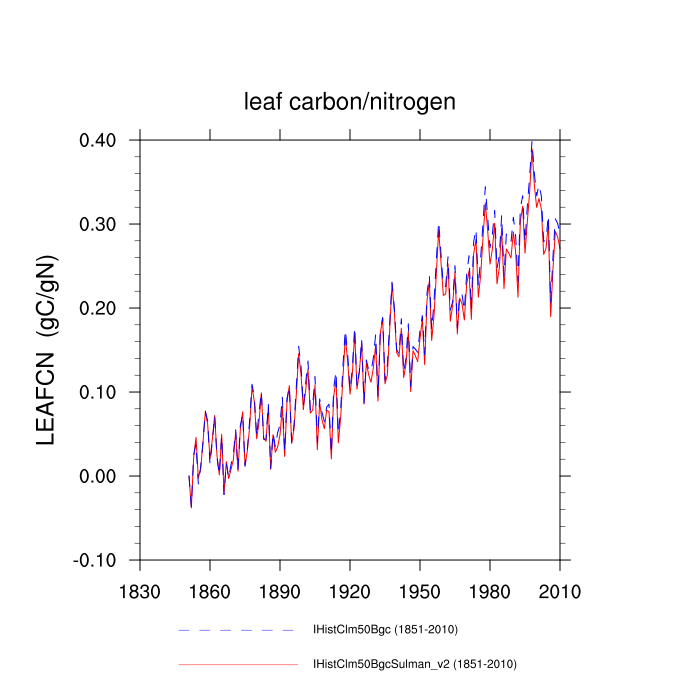 leaf carbon/nitrogen
LEAFCN (gC/gN)
0.40
0.30
0.20
0.10
0.00
-0.10
1830 1860 1890 1920 1950 1980 2010
IHistClm50Bgc (1851-2010)
IHistClm50BgcSulman_v2 (1851-2010)